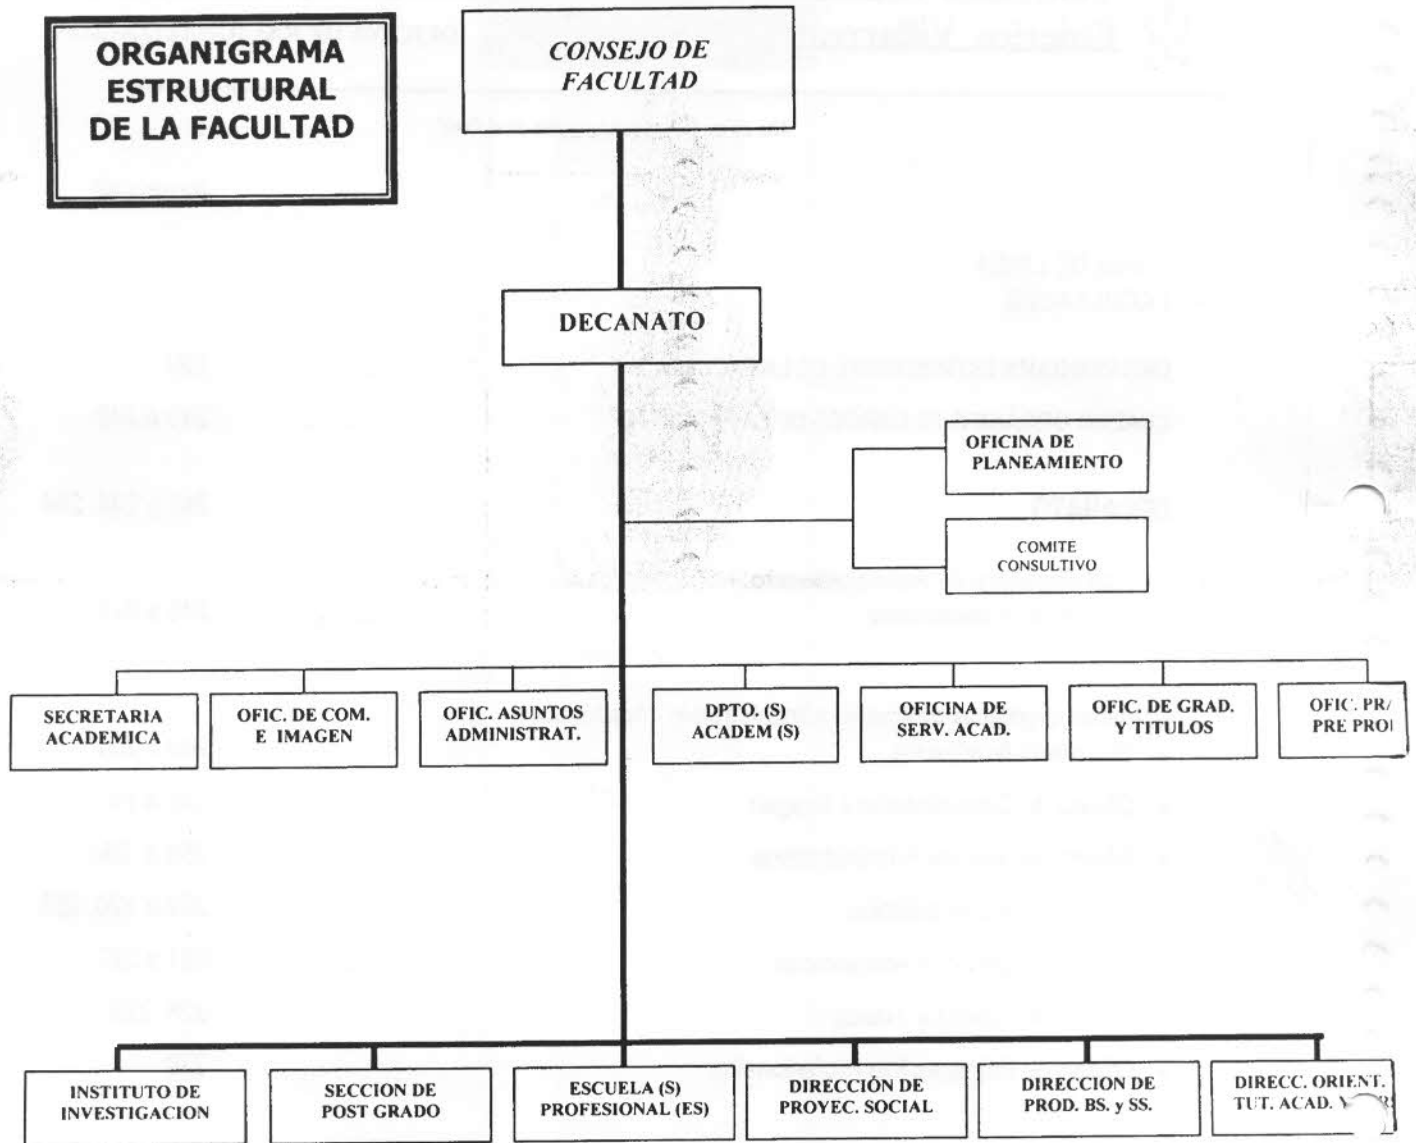 ORGANIGRAMA
ESTRUCTURAL
DE LA FACULTAD
CONSEJO DE
FACULTAD
DECANATO
OFICINA DE
PLANEAMIENTO
COMITE
CONSULTIVO
SECRETARIA
ACADEMICA
OFIC. DE COM.
E IMAGEN
OFIC. ASUNTOS
ADMINISTRAT.
DPTO. (S)
ACADEM (S)
OFICINA DE
SERV. ACAD.
OFIC. DE GRAD.
Y TITULOS
OFIC.
PRE
INSTITUTO DE
INVESTIGACION
SECCION DE
POST GRADO
ESCUELA (S)
PROFESIONAL (ES)
DIRECCIÓN DE
PROYEC. SOCIAL
DIRECCION DE
PROD. BS. y SS.
DIRECC. ORIENT.
TUT. ACAD.